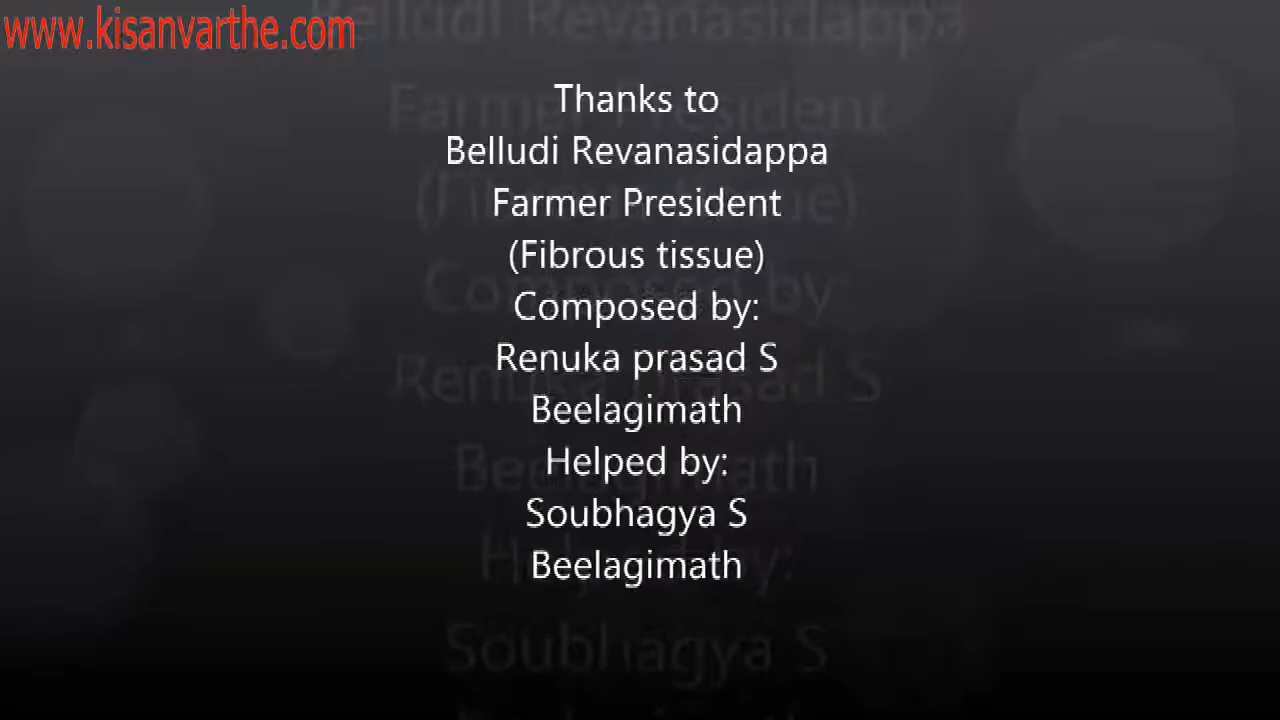 www.kisanvarthe.com
Thanks to
Belludi Revanasidappa
Farmer President
(Fibrous tissue)
Composed by:
Renuka prasad S
Beelagimath
Helped by:
Soubhagya S
Beelagimath